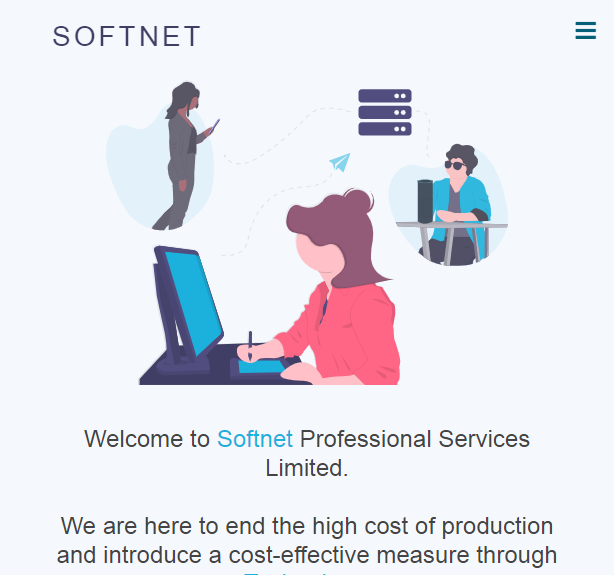 SOFTNET
Welcome to Softnet Professional Services
Limited.
We are here to end the high cost of production
and introduce a cost-effective measure through